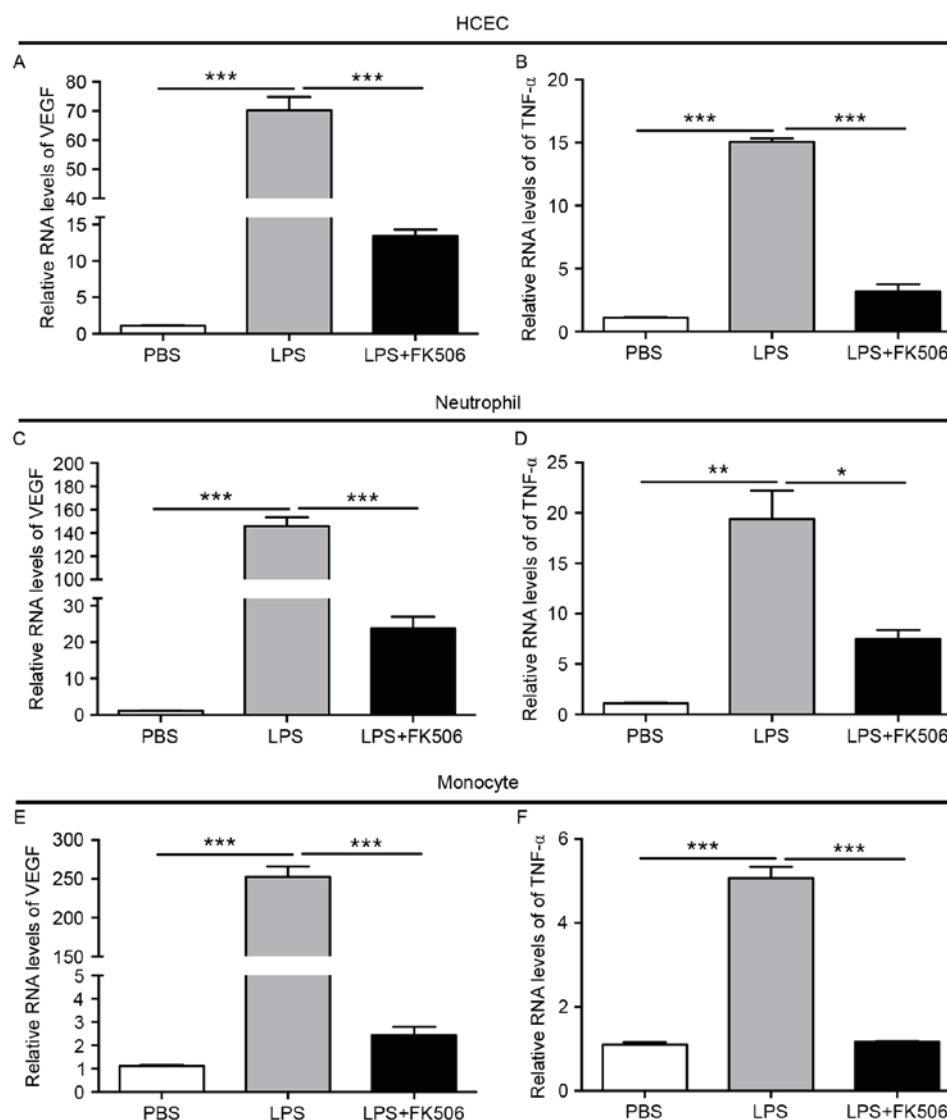 HCEC
A
Relative RNA levels of VEGF
80
70
60
50
40
15
10
5
0
***
***
PBS LPS LPS+FK506
B
Relative RNA levels of of TNF-α
20
15
10
5
0
***
***
PBS LPS LPS+FK506
Neutrophil
C
Relative RNA levels of VEGF
200
180
160
140
120
100
30
20
10
0
***
***
PBS LPS LPS+FK506
D
Relative RNA levels of of TNF-α
25
20
15
10
5
0
**
*
PBS LPS LPS+FK506
Monocyte
E
Relative RNA levels of VEGF
300
250
200
150
5
4
3
2
1
0
***
***
PBS LPS LPS+FK506
F
Relative RNA levels of of TNF-α
6
4
2
0
***
***
PBS LPS LPS+FK506